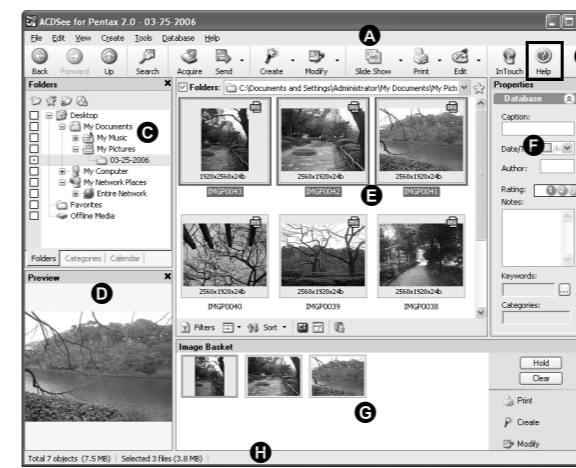 ACDSee for Pentax 2.0 - 03-25-2006
File Edit View Create Tools Database Help
A
Back Forward Up Search Acquire Send Create Modify Slide Show Print Edit InTouch Help
Folders
Folders: C:\Documents and Settings\Administrator\My Documents\My Pictu
Properties
Database
Desktop
My Documents
C
My Music
My Pictures
03-25-2006
My Computer
My Network Places
Entire Network
Favorites
Offline Media
Folders Categories Calendar
1920x2560x24b 2560x1920x24b 2560x1920x24b
IMGP0043 IMGP0042 IMGP0041
E
2560x1920x24b 2560x1920x24b 2560x1920x24b
IMGP0040 IMGP0039 IMGP0038
Filters Sort
Caption:
F
Author:
Rating: 1 2
Notes:
Keywords:
...
Categories:
Preview
D
Image Basket
G
Hold
Clear
Print
Create
Modify
Total 7 objects (7.5 MB) Selected 3 files (3.8 MB)
H